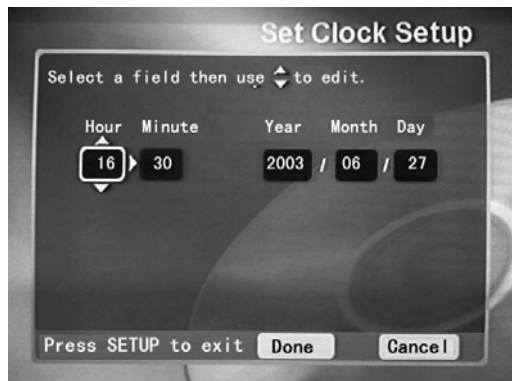 Set Clock Setup
Select a field then use to edit.
Hour Minute Year Month Day
16 30 2003 / 06 / 27
Press SETUP to exit Done Cancel